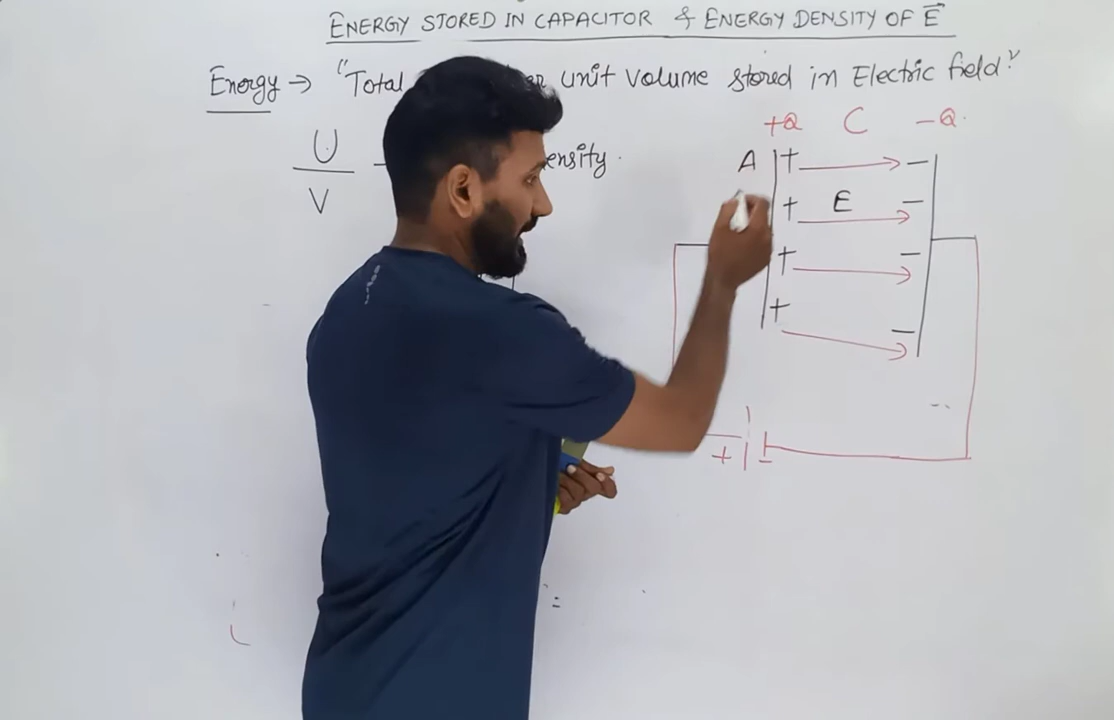 ENERGY STORED IN CAPACITOR & ENERGY DENSITY OF E⃗
Energy → "Total unit volume stored in Electric field."
U
V
ensity.
+Q C -Q.
A + -
+ E -
+ -
+ -
+